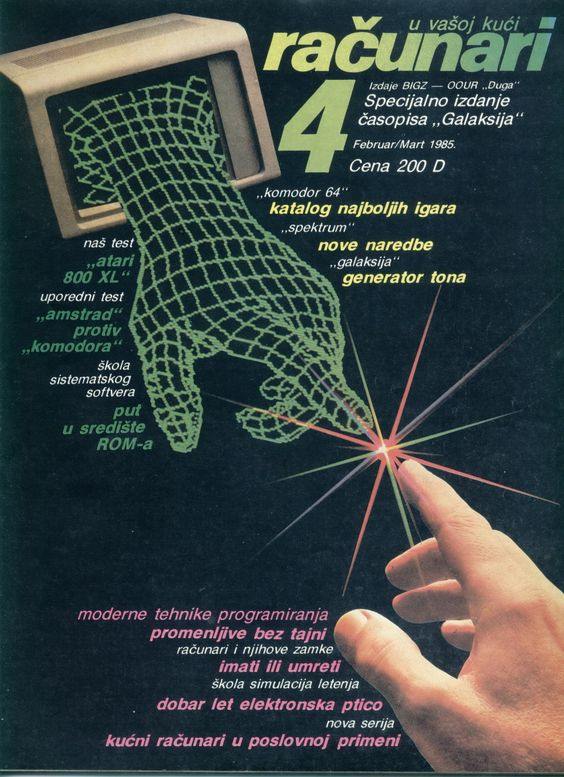 u vašoj kući
računari
4
Izdaje BIGZ — OOUR „Duga"
Specijalno izdanje
časopisa „Galaksija"
Februar/Mart 1985.
Cena 200 D
„komodor 64"
katalog najboljih igara
„spektrum"
nove naredbe
„galaksija"
generator tona
naš test
„atari
800 XL"
uporedni test
„amstrad"
protiv
„komodora"
škola
sistematskog
softvera
put
u središte
ROM-a
moderne tehnike programiranja
promenljive bez tajni
računari i njihove zamke
imati ili umreti
škola simulacija letenja
dobar let elektronska ptico
nova serija
kućni računari u poslovnoj primeni